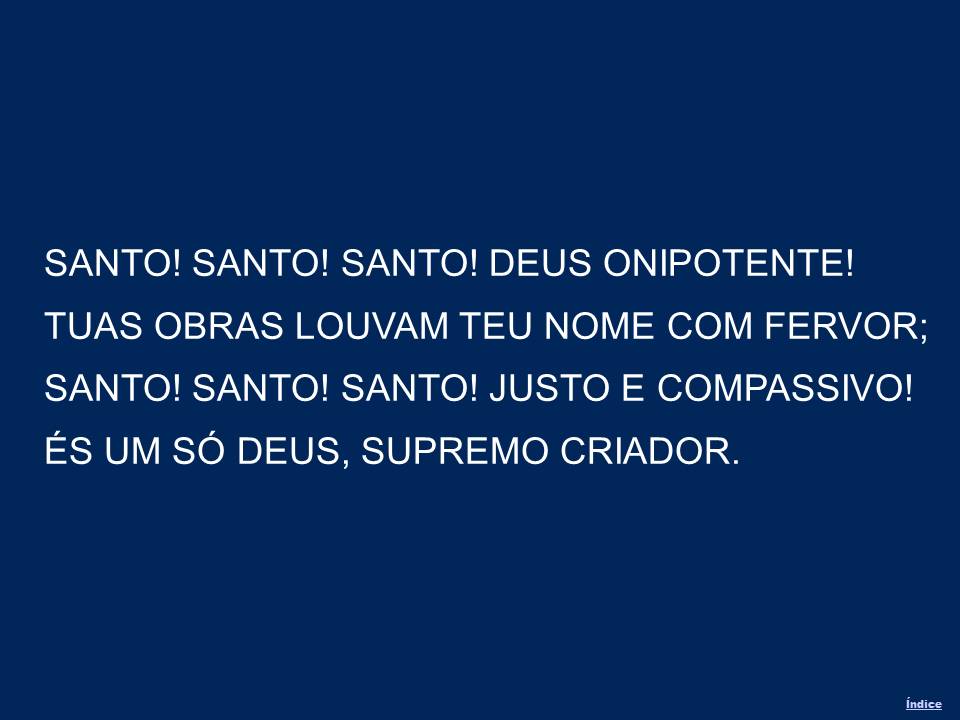 SANTO! SANTO! SANTO! DEUS ONIPOTENTE!
TUAS OBRAS LOUVAM TEU NOME COM FERVOR;
SANTO! SANTO! SANTO! JUSTO E COMPASSIVO!
ÉS UM SÓ DEUS, SUPREMO CRIADOR.
Índice